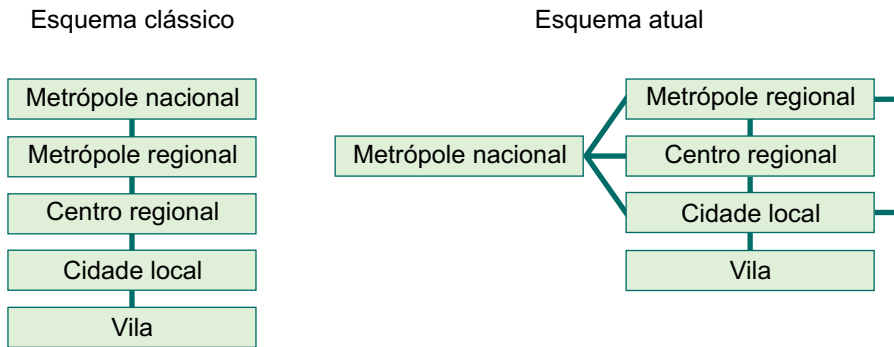 Esquema clássico
Metrópole nacional
Metrópole regional
Centro regional
Cidade local
Vila
Esquema atual
Metrópole nacional
Metrópole regional
Centro regional
Cidade local
Vila